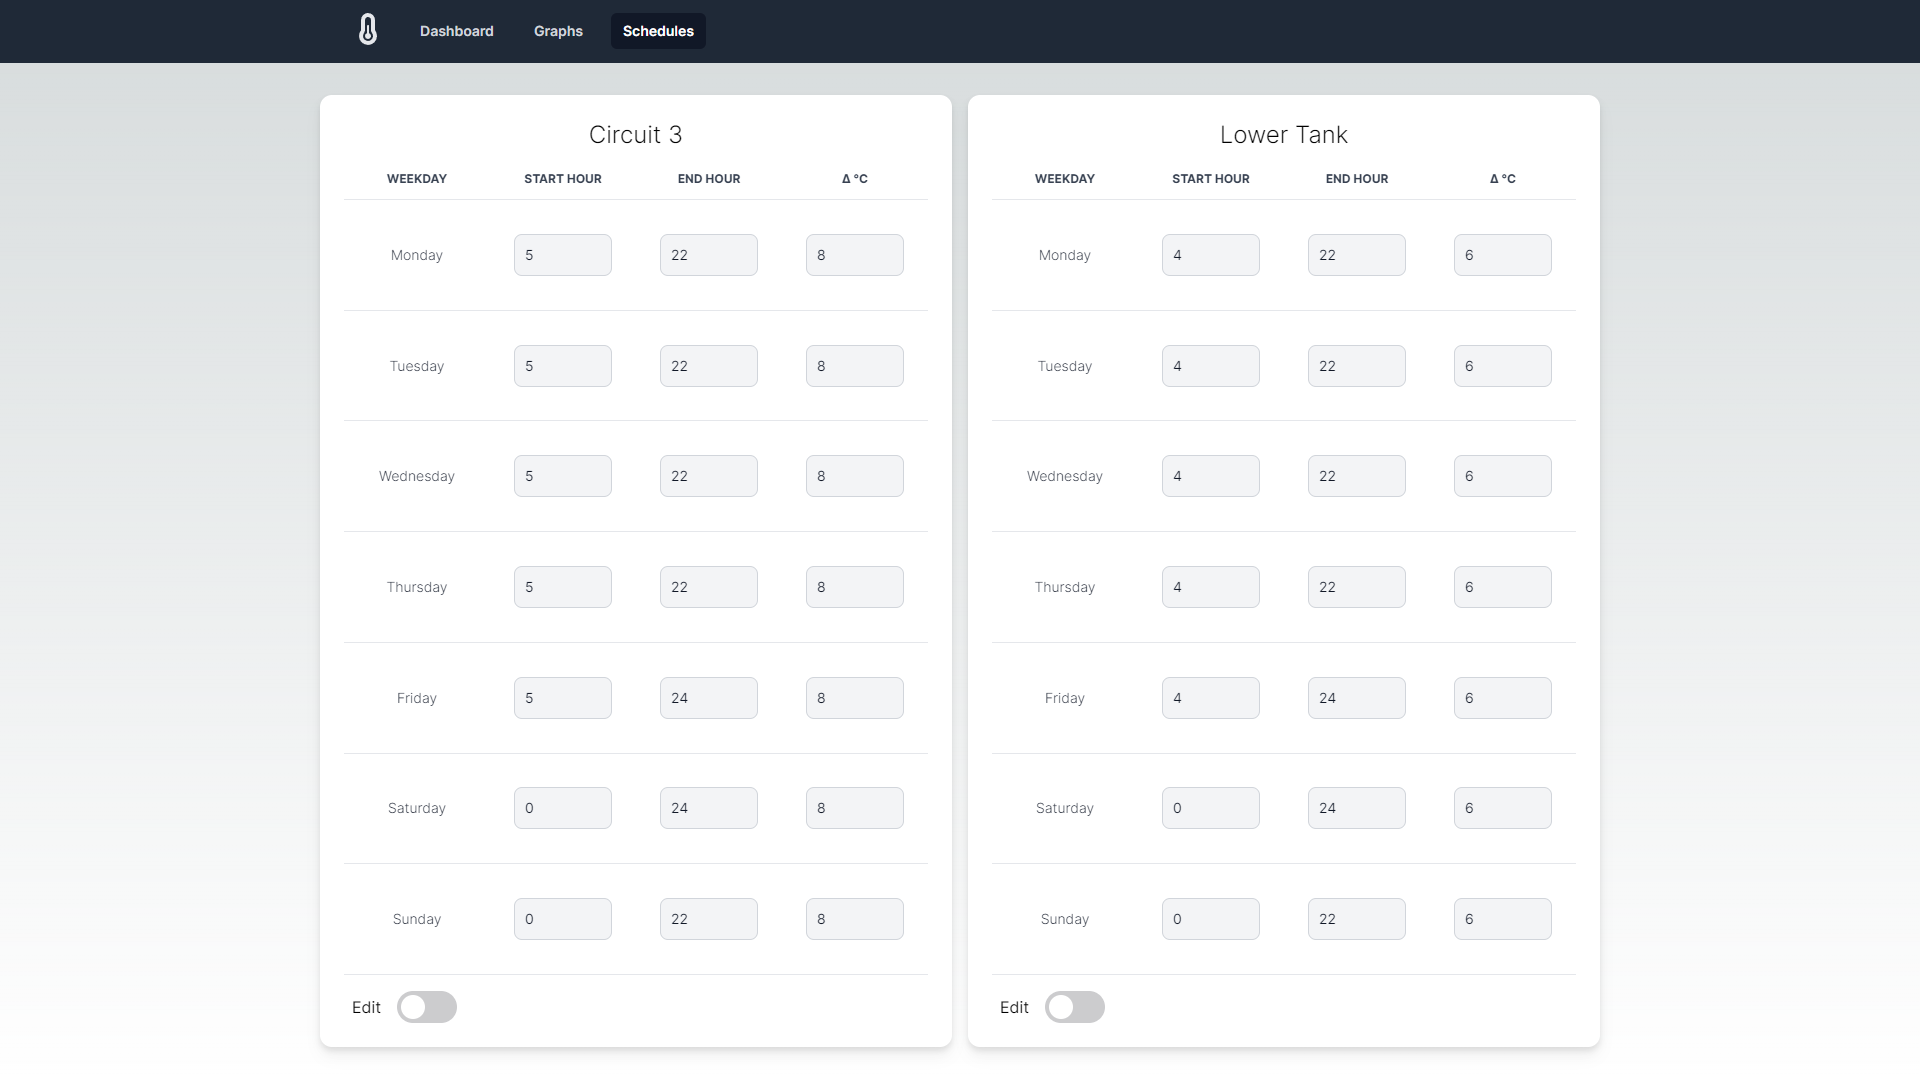 Dashboard Graphs Schedules
Circuit 3
WEEKDAY START HOUR END HOUR Δ °C
Monday 5 22 8
Tuesday 5 22 8
Wednesday 5 22 8
Thursday 5 22 8
Friday 5 24 8
Saturday 0 24 8
Sunday 0 22 8
Edit
Lower Tank
WEEKDAY START HOUR END HOUR Δ °C
Monday 4 22 6
Tuesday 4 22 6
Wednesday 4 22 6
Thursday 4 22 6
Friday 4 24 6
Saturday 0 24 6
Sunday 0 22 6
Edit